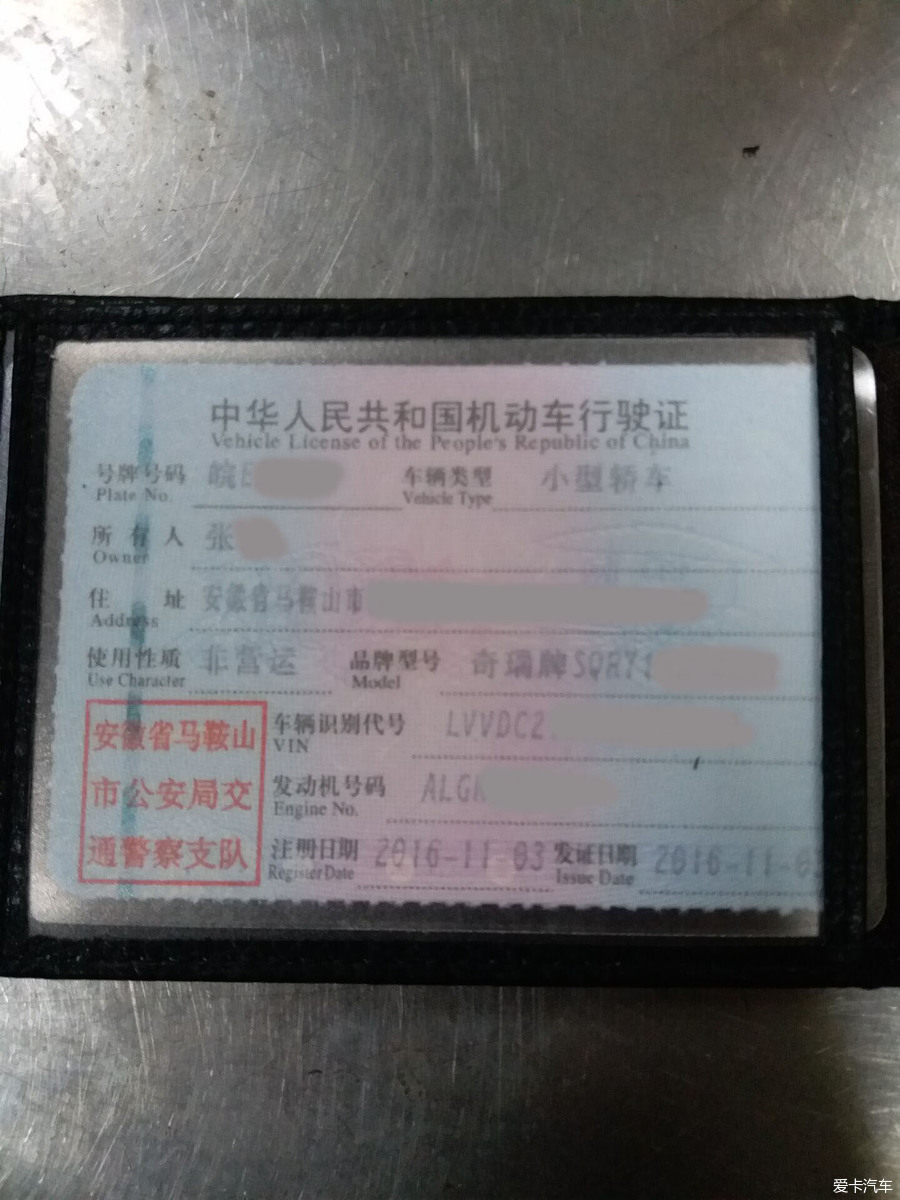 中华人民共和国机动车行驶证
Vehicle License of the People's Republic of China
号牌号码 皖E 车辆类型 小型轿车
Plate No. Vehicle Type
所有人 张
Owner
住址 安徽省马鞍山市
Address
使用性质 非营运 品牌型号 奇瑞牌SQR71
Use Character Model
安徽省马鞍山 车辆识别代号 LVVDC2
VIN
市公安局交 发动机号码 ALGK
Engine No.
通警察支队 注册日期 2016-11-03 发证日期 2016-11-0
Register Date Issue Date
爱卡汽车